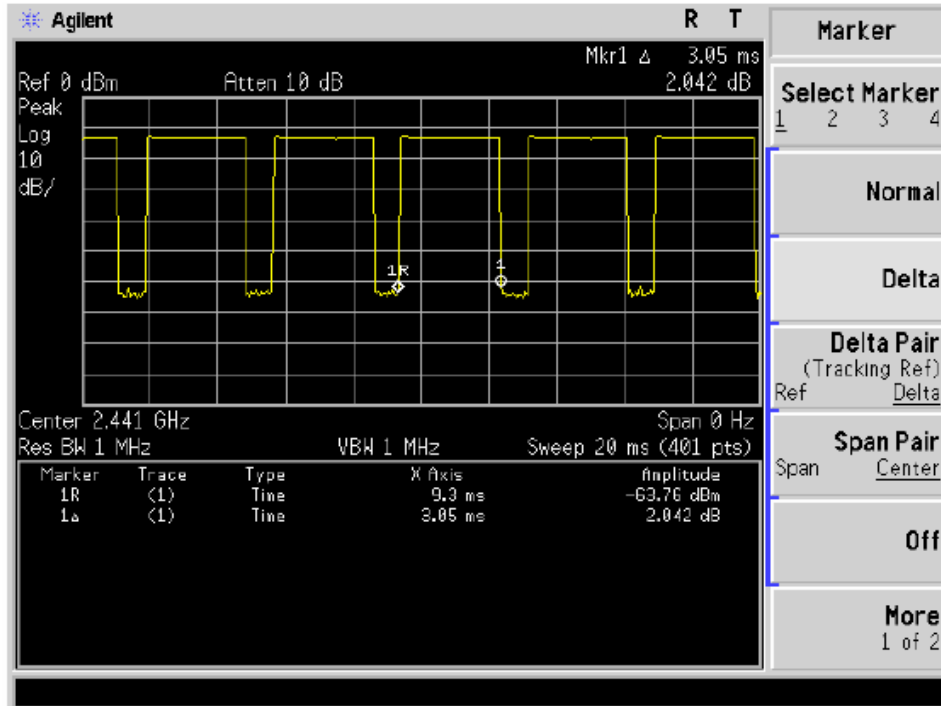 Agilent R T
Mkr1 Δ 3.05 ms
Ref 0 dBm Atten 10 dB 2.042 dB
Peak
Log
10
dB/
1R
1
Center 2.441 GHz Span 0 Hz
Res BW 1 MHz VBW 1 MHz Sweep 20 ms (401 pts)
Marker Trace Type X Axis Amplitude
1R (1) Time 9.3 ms -63.76 dBm
1Δ (1) Time 3.05 ms 2.042 dB
Marker
Select Marker
1 2 3 4
Normal
Delta
Delta Pair
(Tracking Ref)
Ref Delta
Span Pair
Span Center
Off
More
1 of 2